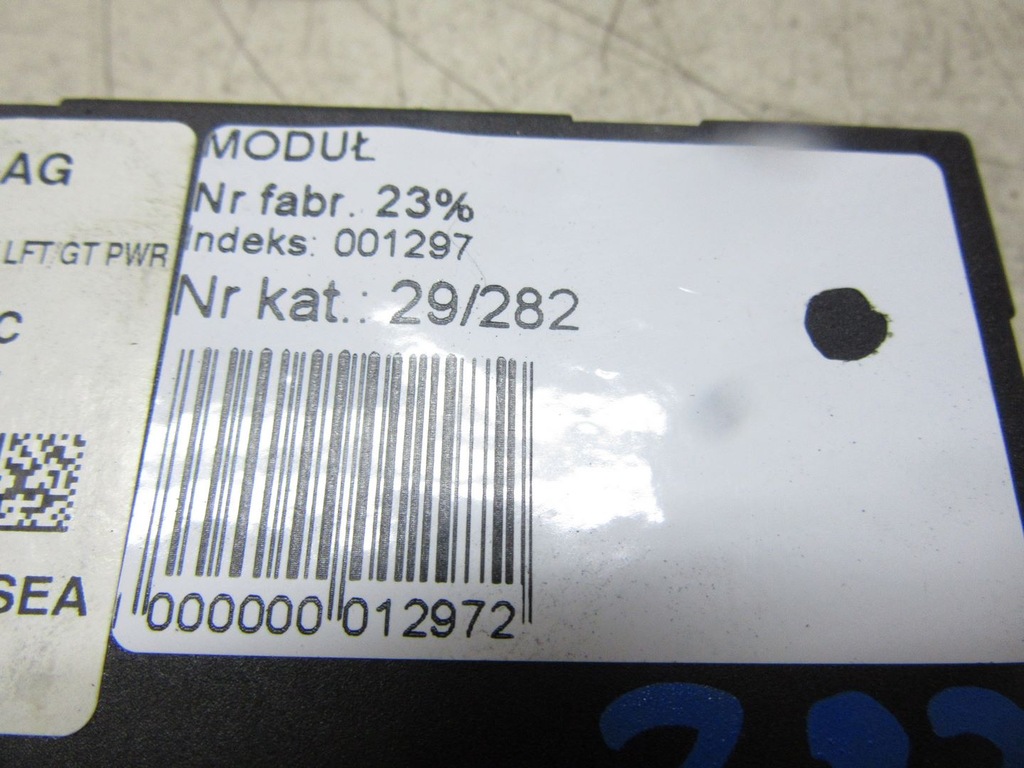 AG
LFT/GT PWR
C
SEA
MODUŁ
Nr fabr. 23%
Indeks: 001297
Nr kat.: 29/282
000000 012972